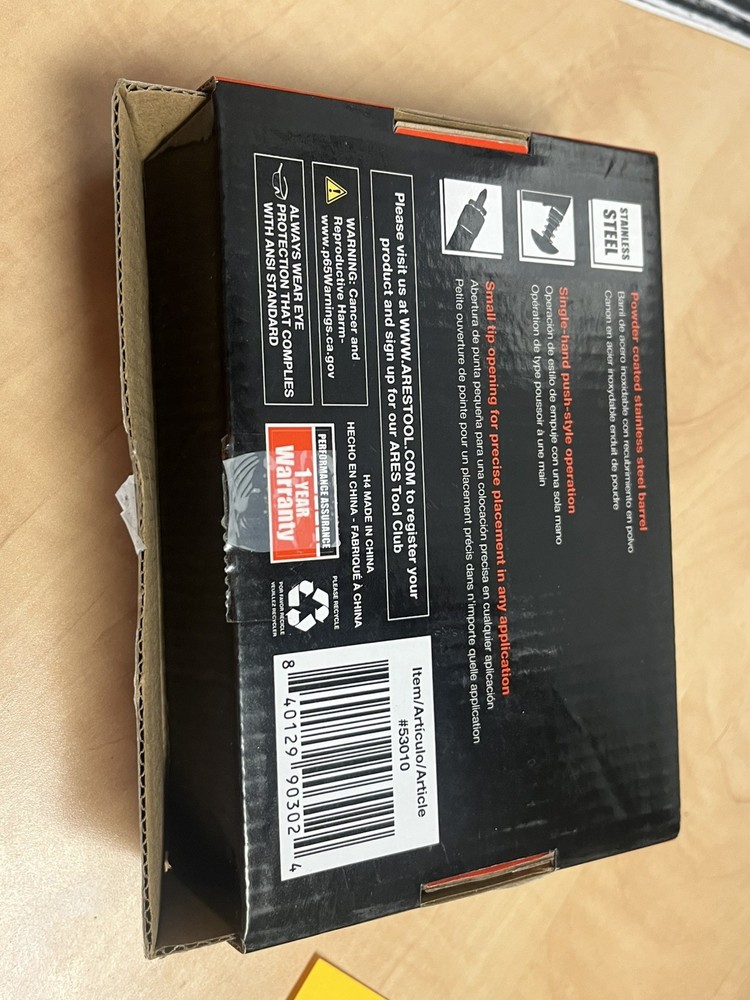 STAINLESS
STEEL
Powder coated stainless steel barrel
Barril de acero inoxidable con recubrimiento en polvo
Canon en acier inoxydable enduit de poudre
Single-hand push-style operation
Operación de estilo de empuje con una sola mano
Opération de type poussoir à une main
Small tip opening for precise placement in any application
Abertura de punta pequeña para una colocación precisa en cualquier aplicación
Petite ouverture de pointe pour un placement précis dans n'importe quelle application
Please visit us at WWW.ARESTOOL.COM to register your
product and sign up for our ARES Tool Club
WARNING: Cancer and
Reproductive Harm-
www.p65Warnings.ca.gov
ALWAYS WEAR EYE
PROTECTION THAT COMPLIES
WITH ANSI STANDARD
H4 MADE IN CHINA
HECHO EN CHINA - FABRIQUÉ À CHINA
PERFORMANCE ASSURANCE
1-YEAR
Warranty
PLEASE RECYCLE
POR FAVOR RECICLE
VEUILLEZ RECYCLER
Item/Artículo/Article
#53010
8 40129 90302 4